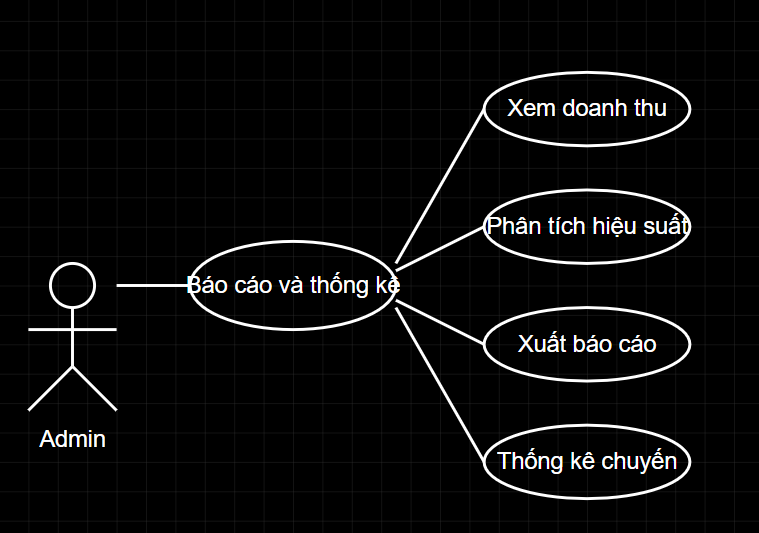 Xem doanh thu
Phân tích hiệu suất
Báo cáo và thống kê
Xuất báo cáo
Admin
Thống kê chuyến